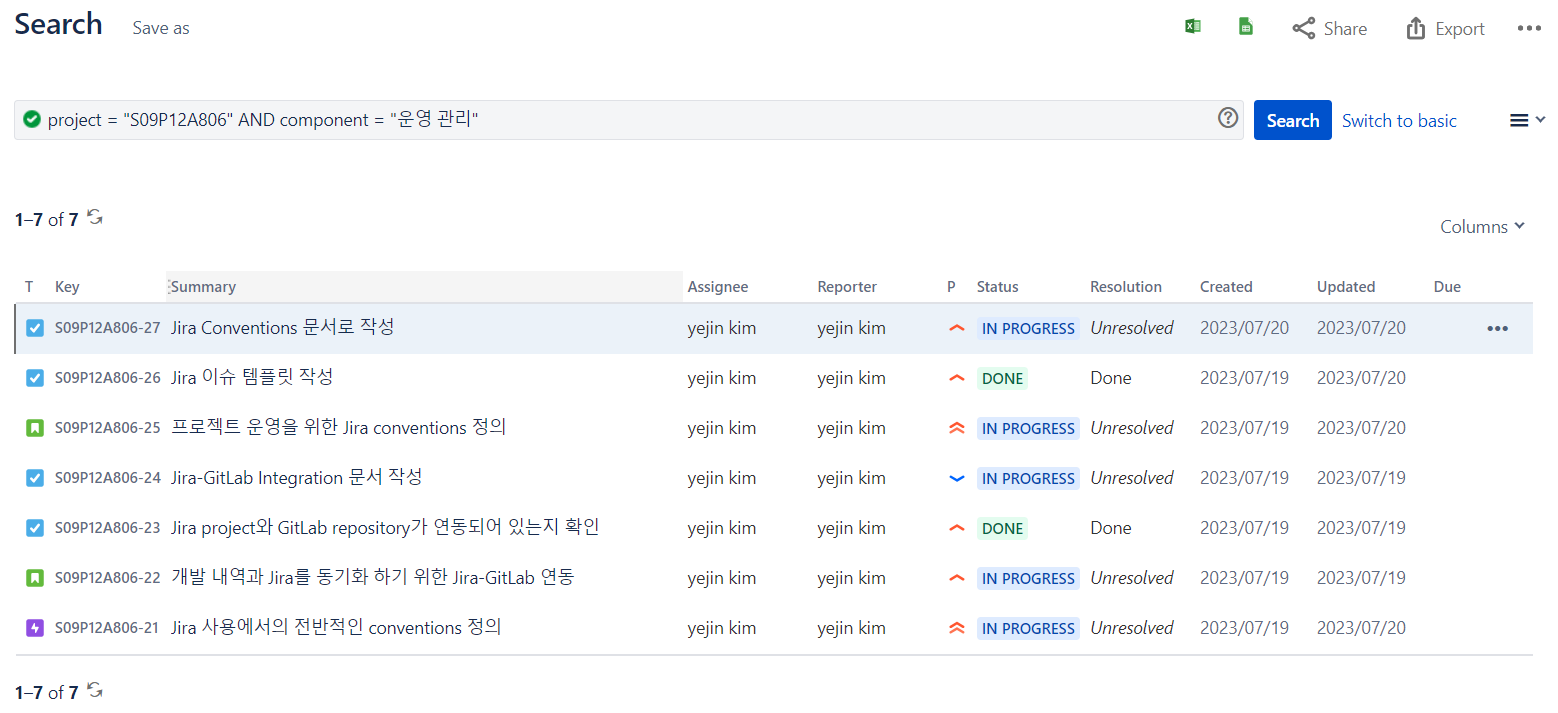 Search Save as Share Export
project = "S09P12A806" AND component = "운영 관리" Search Switch to basic
1–7 of 7
Columns
T Key Summary Assignee Reporter P Status Resolution Created Updated Due
S09P12A806-27 Jira Conventions 문서로 작성 yejin kim yejin kim IN PROGRESS Unresolved 2023/07/20 2023/07/20
S09P12A806-26 Jira 이슈 템플릿 작성 yejin kim yejin kim DONE Done 2023/07/19 2023/07/20
S09P12A806-25 프로젝트 운영을 위한 Jira conventions 정의 yejin kim yejin kim IN PROGRESS Unresolved 2023/07/19 2023/07/20
S09P12A806-24 Jira-GitLab Integration 문서 작성 yejin kim yejin kim IN PROGRESS Unresolved 2023/07/19 2023/07/19
S09P12A806-23 Jira project와 GitLab repository가 연동되어 있는지 확인 yejin kim yejin kim DONE Done 2023/07/19 2023/07/19
S09P12A806-22 개발 내역과 Jira를 동기화 하기 위한 Jira-GitLab 연동 yejin kim yejin kim IN PROGRESS Unresolved 2023/07/19 2023/07/19
S09P12A806-21 Jira 사용에서의 전반적인 conventions 정의 yejin kim yejin kim IN PROGRESS Unresolved 2023/07/19 2023/07/20
1–7 of 7